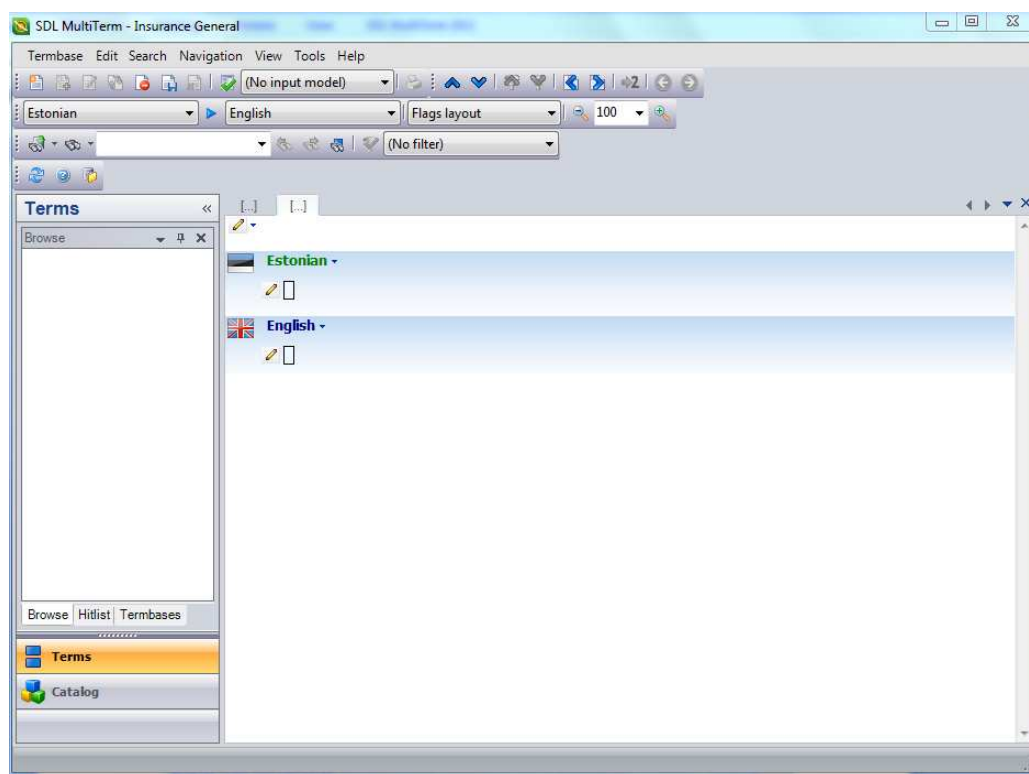 SDL MultiTerm - Insurance General
Termbase Edit Search Navigation View Tools Help
(No input model)
Estonian English Flags layout 100
(No filter)
Terms « [...] [...]
Browse
Estonian
English
Browse Hitlist Termbases
Terms
Catalog